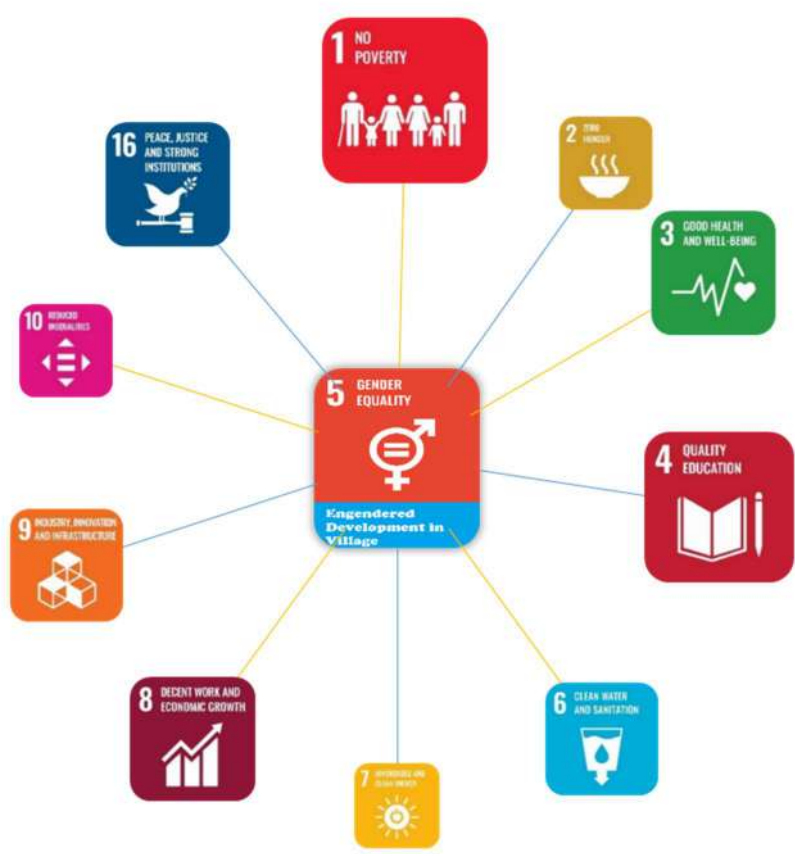 1 NO
POVERTY
2 ZERO
HUNGER
3 GOOD HEALTH
AND WELL-BEING
4 QUALITY
EDUCATION
5 GENDER
EQUALITY
Engendered
Development in
Village
6 CLEAN WATER
AND SANITATION
7 AFFORDABLE AND
CLEAN ENERGY
8 DECENT WORK AND
ECONOMIC GROWTH
9 INDUSTRY, INNOVATION
AND INFRASTRUCTURE
10 REDUCED
INEQUALITIES
16 PEACE, JUSTICE
AND STRONG
INSTITUTIONS